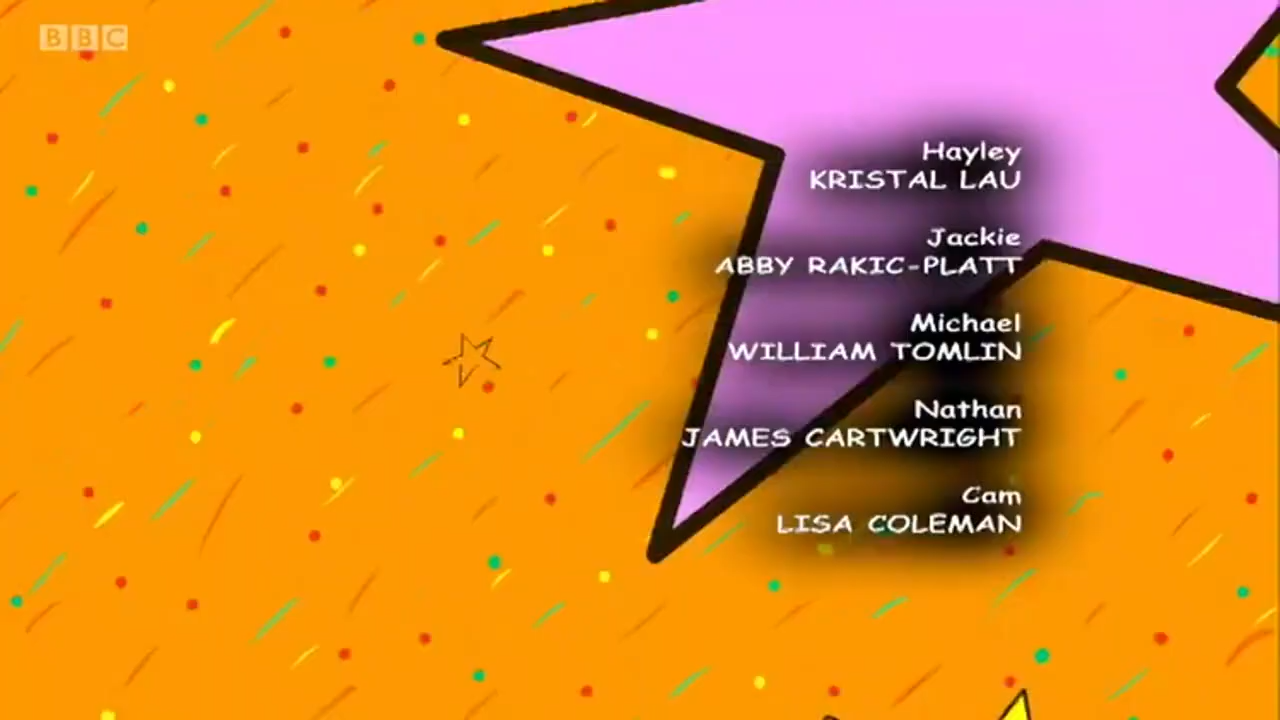 BBC
Hayley
KRISTAL LAU
Jackie
ABBY RAKIC-PLATT
Michael
WILLIAM TOMLIN
Nathan
JAMES CARTWRIGHT
Cam
LISA COLEMAN